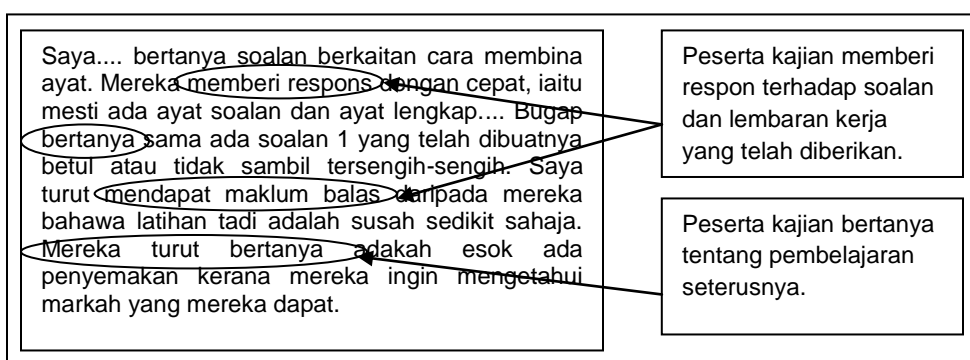 Saya.... bertanya soalan berkaitan cara membina
ayat. Mereka memberi respons dengan cepat, iaitu
mesti ada ayat soalan dan ayat lengkap.... Bugap
bertanya sama ada soalan 1 yang telah dibuatnya
betul atau tidak sambil tersengih-sengih. Saya
turut mendapat maklum balas daripada mereka
bahawa latihan tadi adalah susah sedikit sahaja.
Mereka turut bertanya adakah esok ada
penyemakan kerana mereka ingin mengetahui
markah yang mereka dapat.
Peserta kajian memberi
respon terhadap soalan
dan lembaran kerja
yang telah diberikan.
Peserta kajian bertanya
tentang pembelajaran
seterusnya.